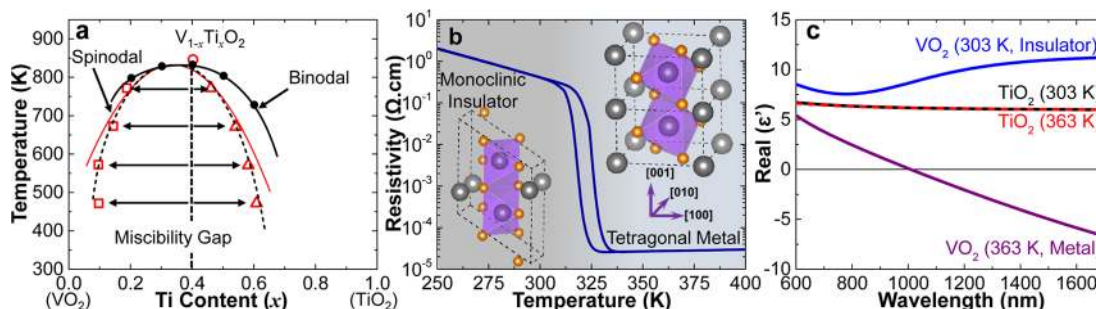 a
V1-xTixO2
Spinodal
Binodal
Miscibility Gap
Temperature (K)
900
800
700
600
500
400
300
0
0.2
0.4
0.6
0.8
1.0
(VO2)
Ti Content (x)
(TiO2)
b
Monoclinic
Insulator
[001]
[010]
[100]
Tetragonal Metal
Resistivity (Ω.cm)
10^1
10^0
10^-1
10^-2
10^-3
10^-4
10^-5
250
275
300
325
350
375
400
Temperature (K)
c
VO2 (303 K, Insulator)
TiO2 (303 K)
TiO2 (363 K)
VO2 (363 K, Metal)
Real (ε')
15
10
5
0
-5
10
600
800
1000
1200
1400
1600
Wavelength (nm)